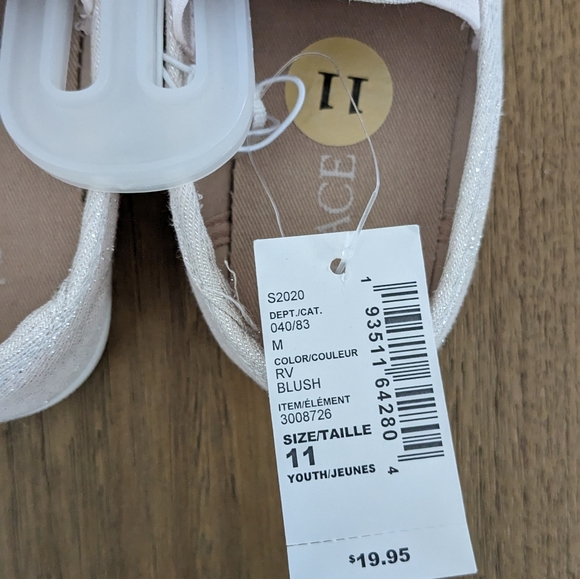 11
ACE
S2020
DEPT./CAT.
040/83
M
COLOR/COULEUR
RV
BLUSH
ITEM/ÉLÉMENT
3008726
SIZE/TAILLE
11
YOUTH/JEUNES
1 93511 64280 4
$19.95